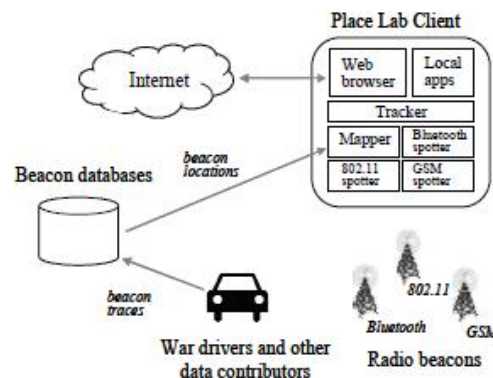 Place Lab Client
Internet
Web
browser
Local
apps
Tracker
Mapper
Bluetooth
spotter
802.11
spotter
GSM
spotter
beacon
locations
Beacon databases
beacon
traces
War drivers and other
data contributors
802.11
Bluetooth
GSM
Radio beacons